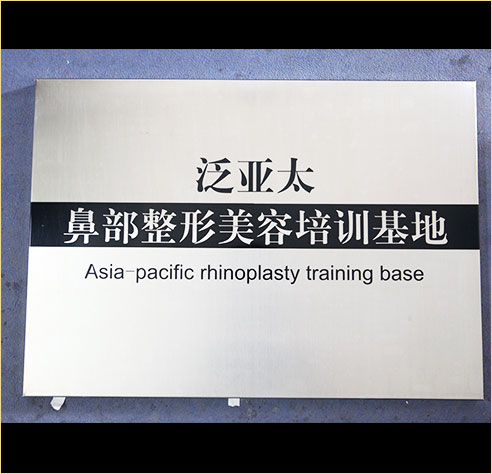 泛亚太
鼻部整形美容培训基地
Asia-pacific rhinoplasty training base